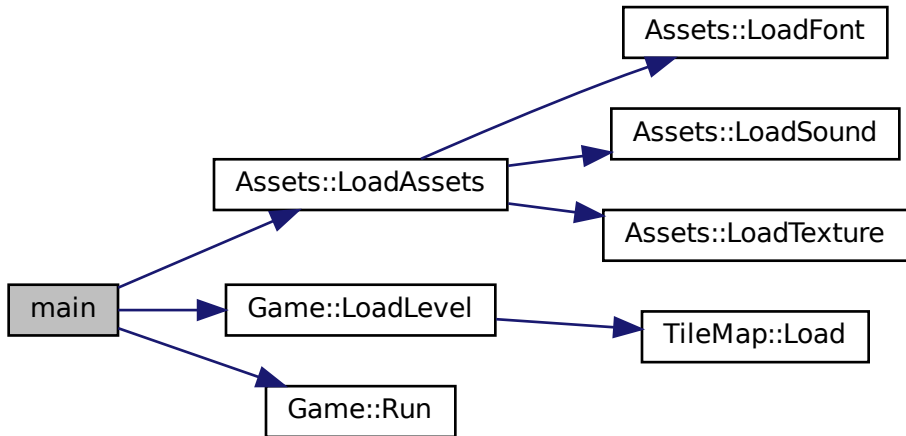 Assets::LoadFont
Assets::LoadSound
Assets::LoadAssets
Assets::LoadTexture
main
Game::LoadLevel
TileMap::Load
Game::Run